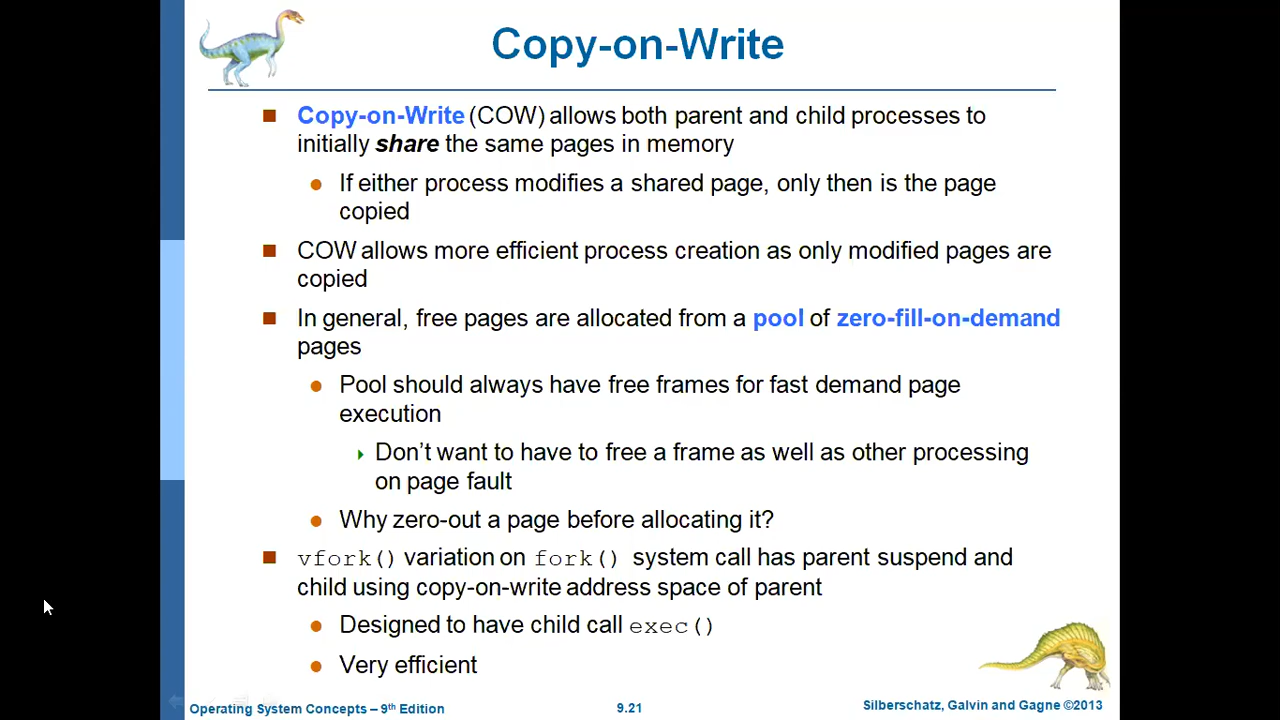 Copy-on-Write
Copy-on-Write (COW) allows both parent and child processes to
initially share the same pages in memory
If either process modifies a shared page, only then is the page
copied
COW allows more efficient process creation as only modified pages are
copied
In general, free pages are allocated from a pool of zero-fill-on-demand
pages
Pool should always have free frames for fast demand page
execution
Don’t want to have to free a frame as well as other processing
on page fault
Why zero-out a page before allocating it?
vfork() variation on fork() system call has parent suspend and
child using copy-on-write address space of parent
Designed to have child call exec()
Very efficient
Operating System Concepts – 9th Edition
9.21
Silberschatz, Galvin and Gagne ©2013